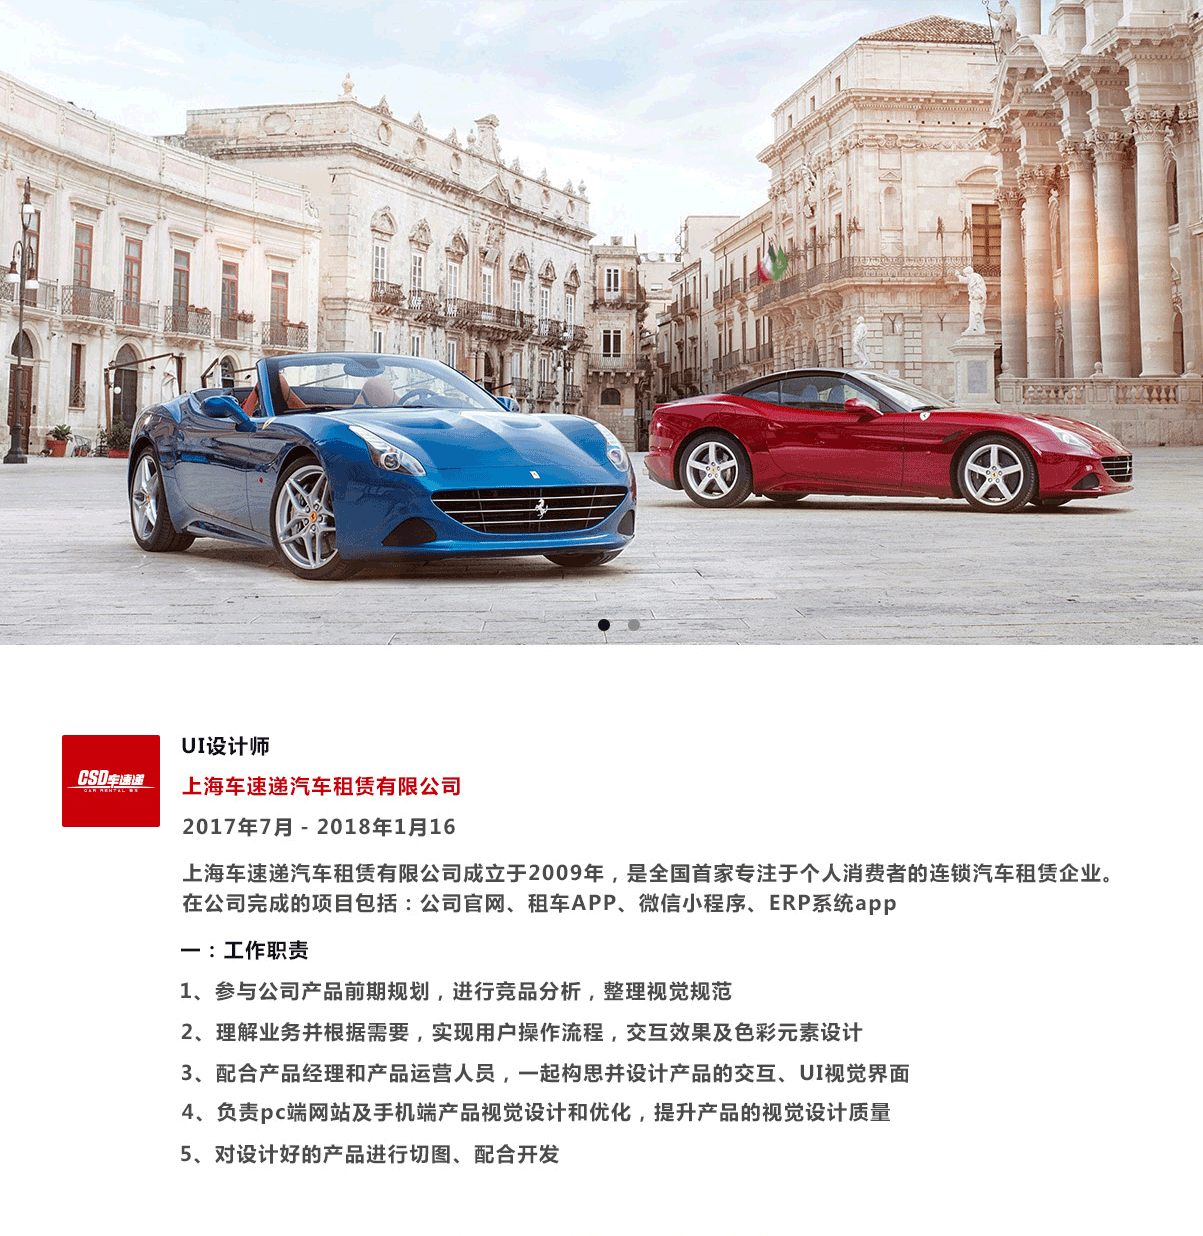 CSD车速递
CAR RENTAL 租车
UI设计师
上海车速递汽车租赁有限公司
2017年7月 - 2018年1月16
上海车速递汽车租赁有限公司成立于2009年，是全国首家专注于个人消费者的连锁汽车租赁企业。
在公司完成的项目包括：公司官网、租车APP、微信小程序、ERP系统app
一：工作职责
1、参与公司产品前期规划，进行竞品分析，整理视觉规范
2、理解业务并根据需要，实现用户操作流程，交互效果及色彩元素设计
3、配合产品经理和产品运营人员，一起构思并设计产品的交互、UI视觉界面
4、负责pc端网站及手机端产品视觉设计和优化，提升产品的视觉设计质量
5、对设计好的产品进行切图、配合开发